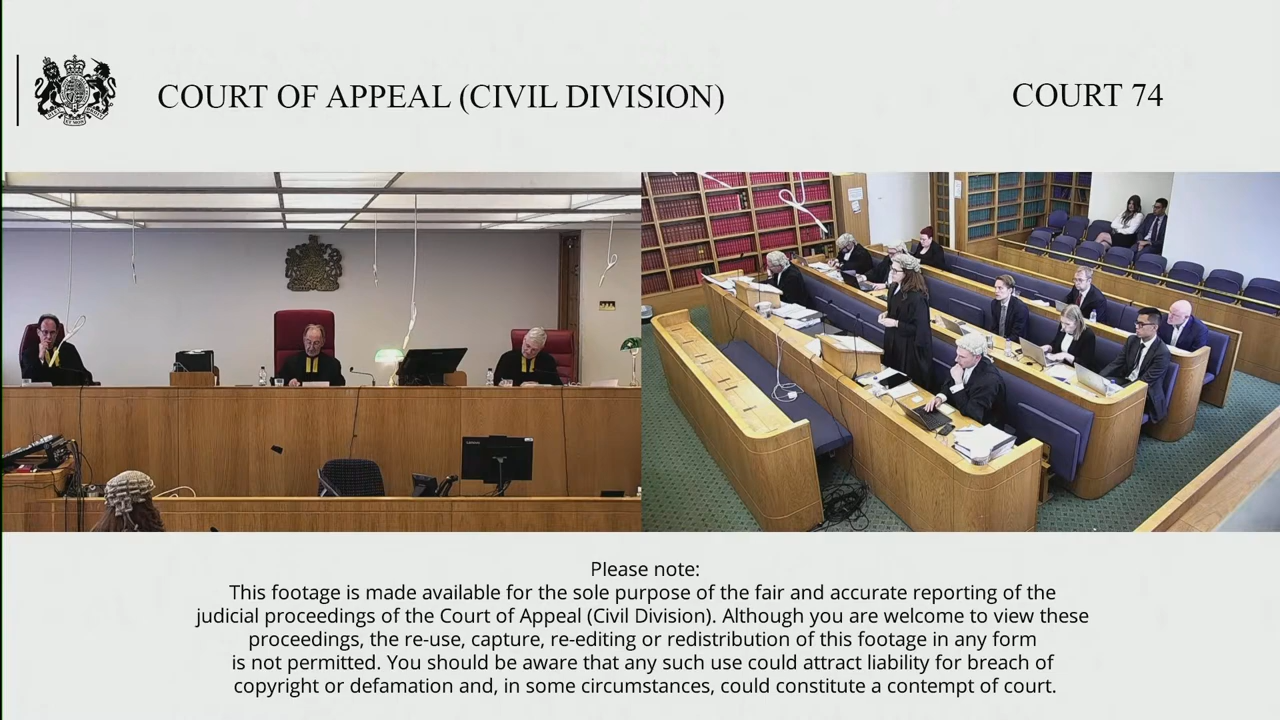 COURT OF APPEAL (CIVIL DIVISION)
COURT 74
Please note:
This footage is made available for the sole purpose of the fair and accurate reporting of the
judicial proceedings of the Court of Appeal (Civil Division). Although you are welcome to view these
proceedings, the re-use, capture, re-editing or redistribution of this footage in any form
is not permitted. You should be aware that any such use could attract liability for breach of
copyright or defamation and, in some circumstances, could constitute a contempt of court.